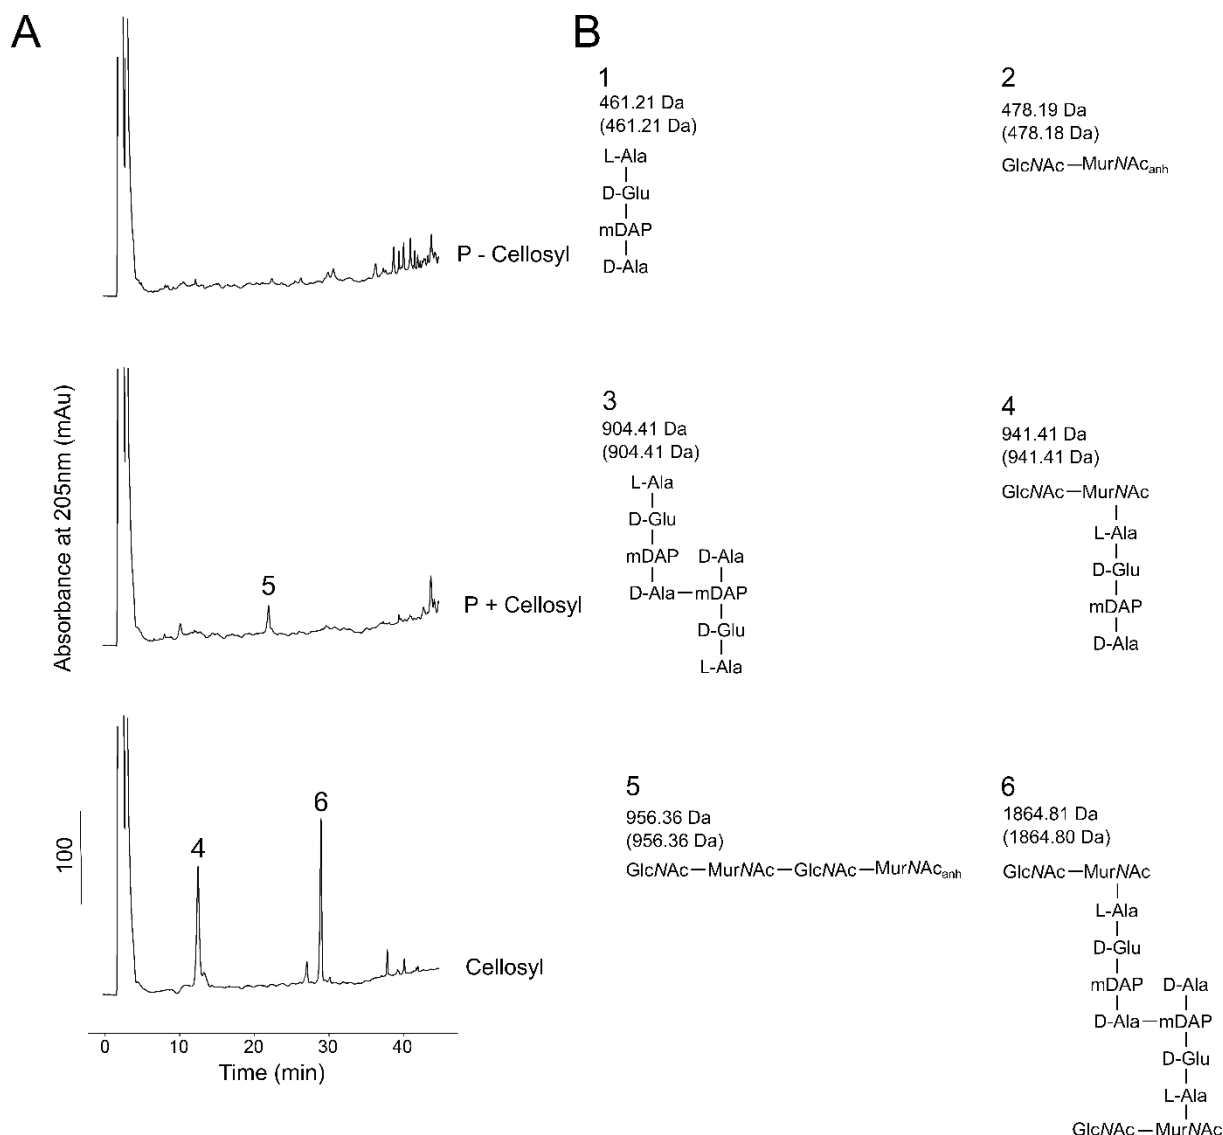 A
P - Cellosyl
5
P + Cellosyl
Absorbance at 205nm (mAu)
4
6
100
Cellosyl
0 10 20 30 40
Time (min)
B
1
461.21 Da
(461.21 Da)
L-Ala
D-Glu
mDAP
D-Ala
2
478.19 Da
(478.18 Da)
GlcNAc—MurNAcanh
3
904.41 Da
(904.41 Da)
L-Ala
D-Glu
mDAP D-Ala
D-Ala—mDAP
D-Glu
L-Ala
4
941.41 Da
(941.41 Da)
GlcNAc—MurNAc
L-Ala
D-Glu
mDAP
D-Ala
5
956.36 Da
(956.36 Da)
GlcNAc—MurNAc—GlcNAc—MurNAcanh
6
1864.81 Da
(1864.80 Da)
GlcNAc—MurNAc
L-Ala
D-Glu
mDAP D-Ala
D-Ala—mDAP
D-Glu
L-Ala
GlcNAc—MurNAc